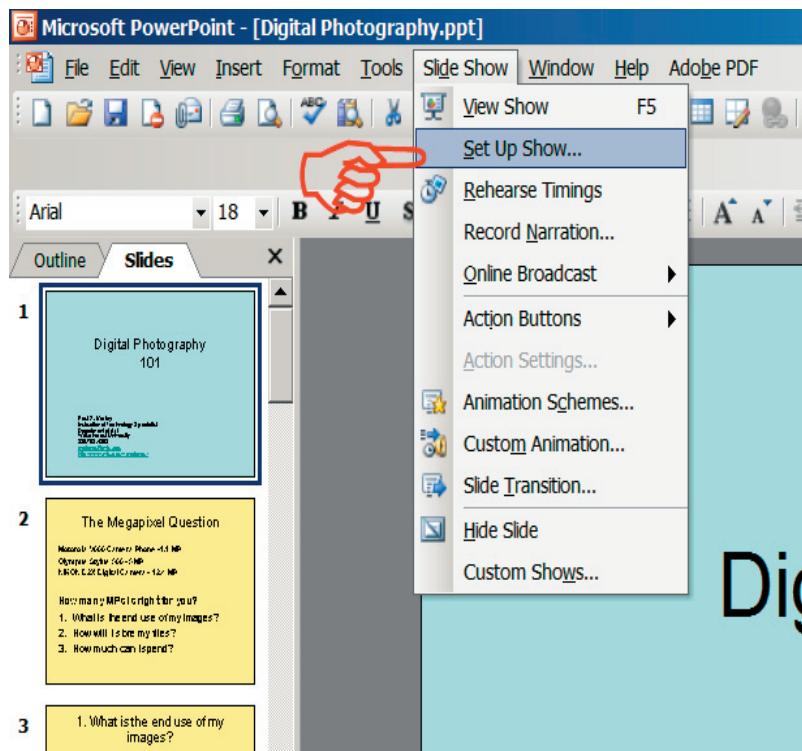 Microsoft PowerPoint - [Digital Photography.ppt]
File Edit View Insert Format Tools Slide Show Window Help Adobe PDF
View Show F5
Set Up Show...
Rehearse Timings
Record Narration...
Online Broadcast
Action Buttons
Action Settings...
Animation Schemes...
Custom Animation...
Slide Transition...
Hide Slide
Custom Shows...
ABC
Arial 18 B I U S A A
Outline Slides X
1
Digital Photography
101
2
The Megapixel Question
How many MPs is right for you?
1. What is the end use of my images?
2. How will I store my files?
3. How much can I spend?
3
1. What is the end use of my
images?
Dig